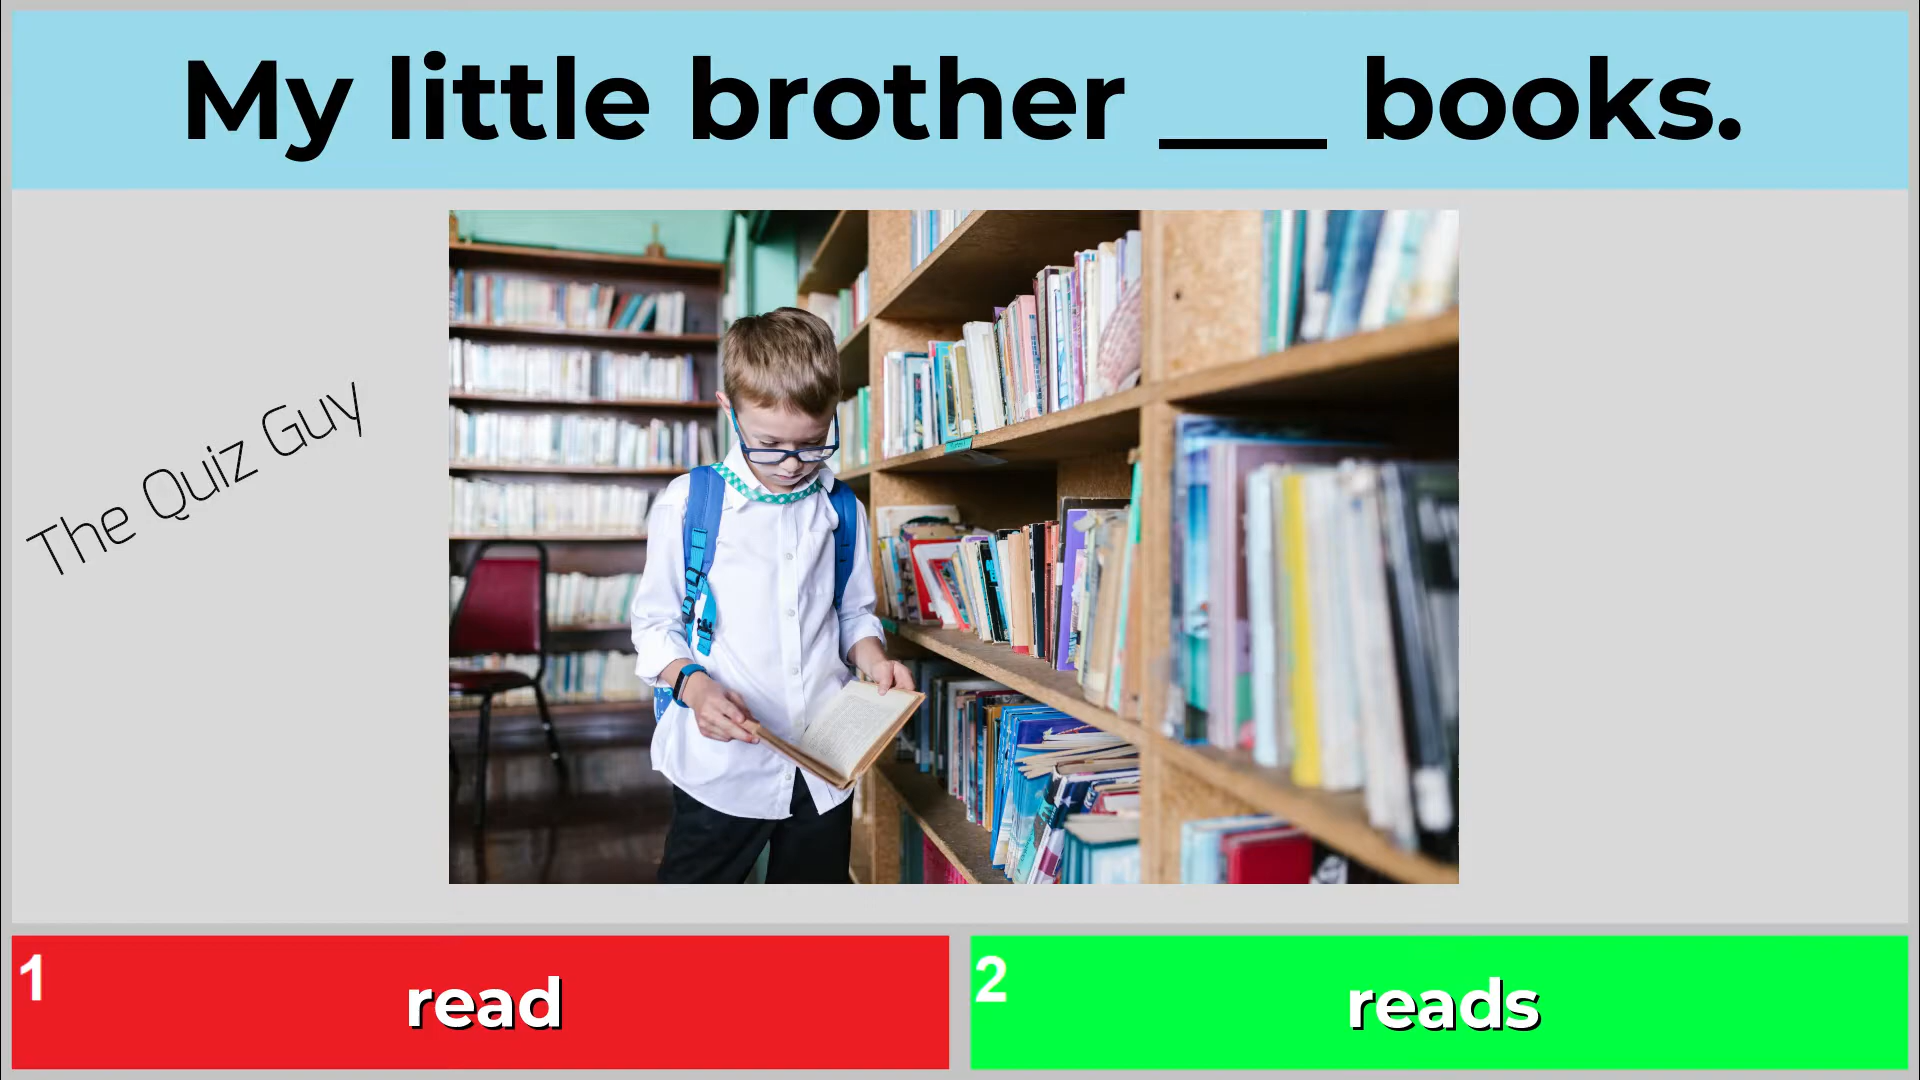 My little brother ___ books.
The Quiz Guy
1
read
2
reads